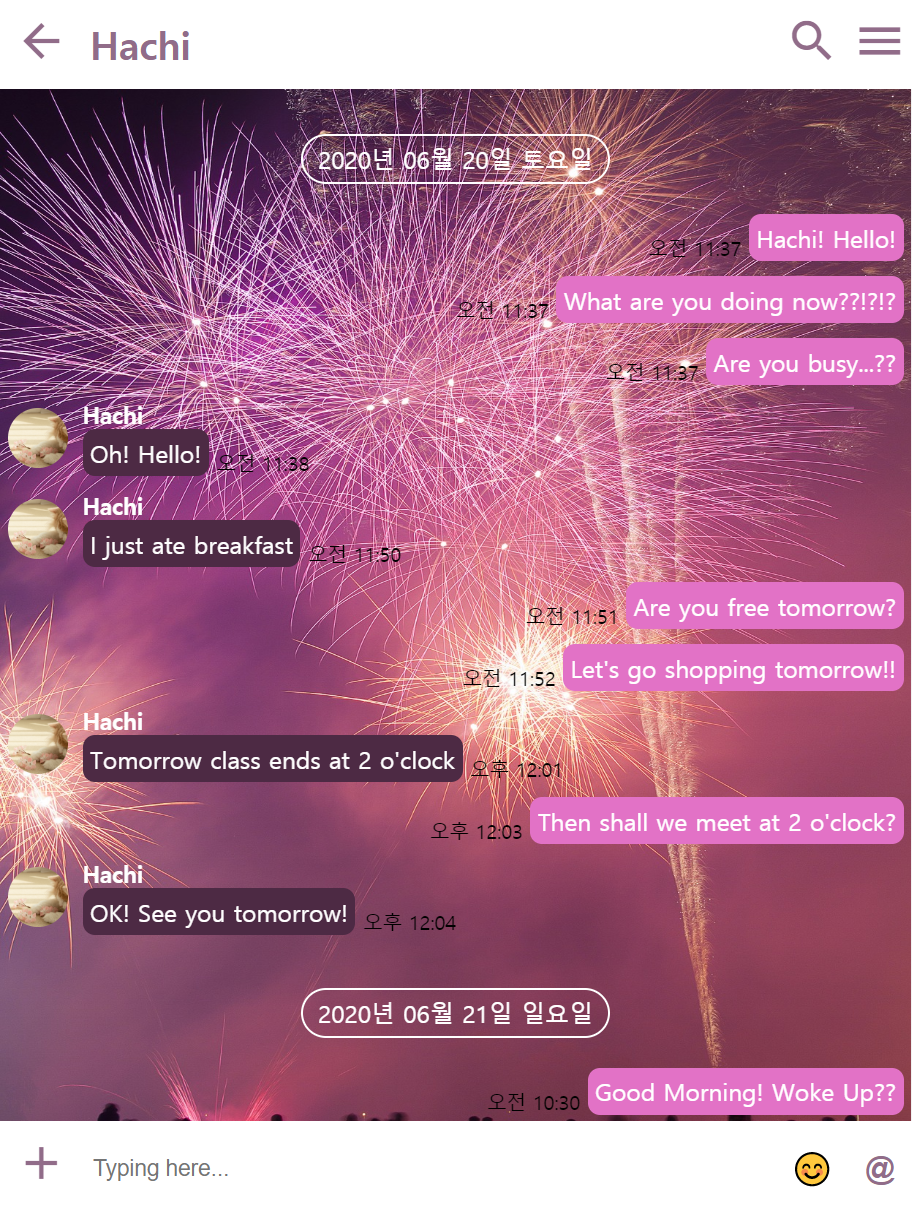 Hachi
2020년 06월 20일 토요일
오전 11:37 Hachi! Hello!
오전 11:37 What are you doing now??!?!?
오전 11:37 Are you busy...??
Hachi
Oh! Hello! 오전 11:38
Hachi
I just ate breakfast 오전 11:50
오전 11:51 Are you free tomorrow?
오전 11:52 Let's go shopping tomorrow!!
Hachi
Tomorrow class ends at 2 o'clock 오후 12:01
오후 12:03 Then shall we meet at 2 o'clock?
Hachi
OK! See you tomorrow! 오후 12:04
2020년 06월 21일 일요일
오전 10:30 Good Morning! Woke Up??
Typing here...
@